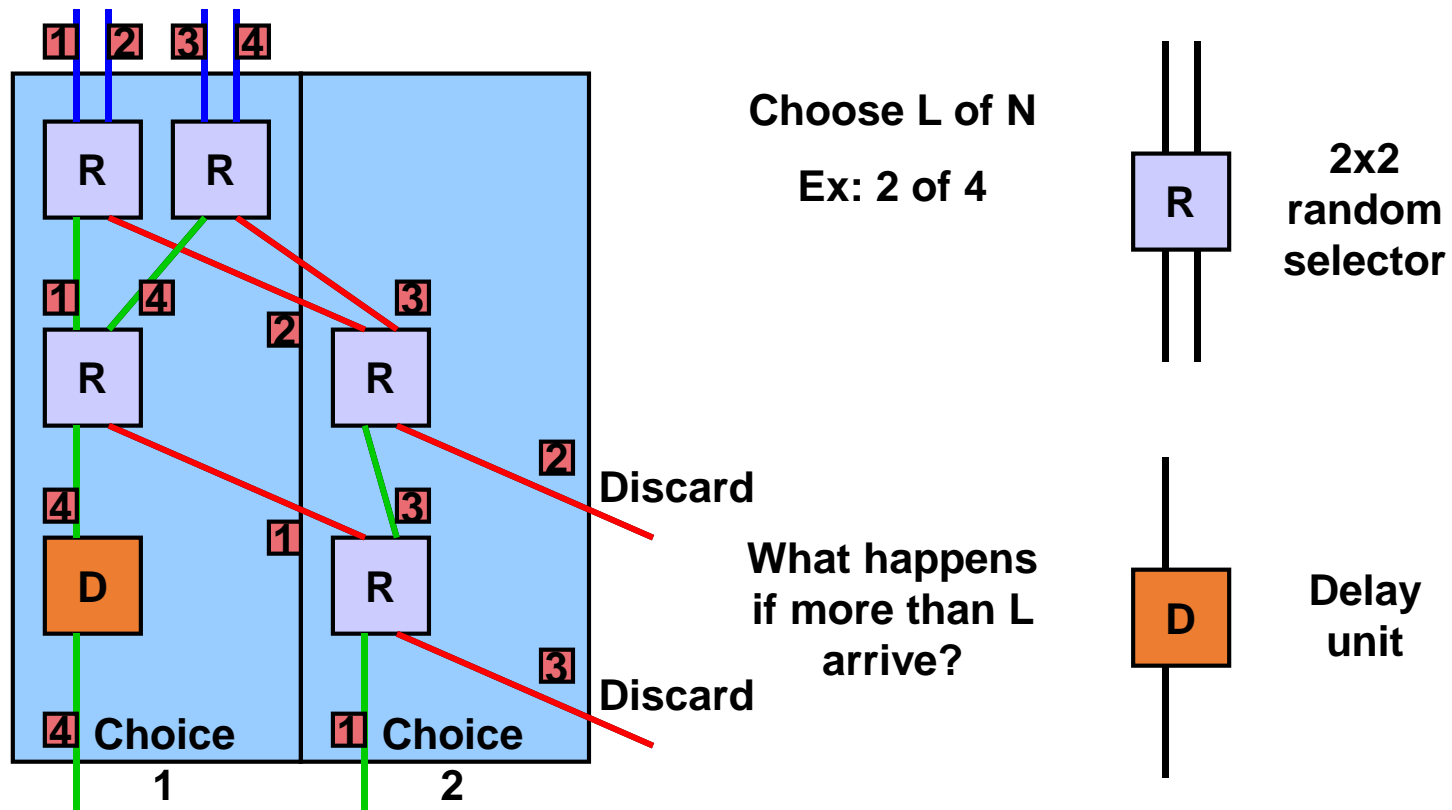 1 2 3 4
R R
1 4 2 3
R R
4 1 3 2
Discard
D R
3
Discard
4 Choice
1
1 Choice
2
Choose L of N
Ex: 2 of 4
What happens
if more than L
arrive?
R
2x2
random
selector
D
Delay
unit